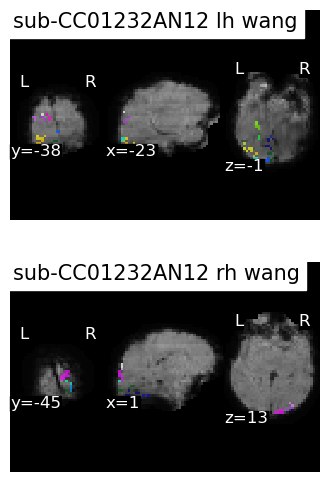 sub-CC01232AN12 lh wang
L R L R
y=-38 x=-23 z=-1
sub-CC01232AN12 rh wang
L R L R
y=-45 x=1 z=13